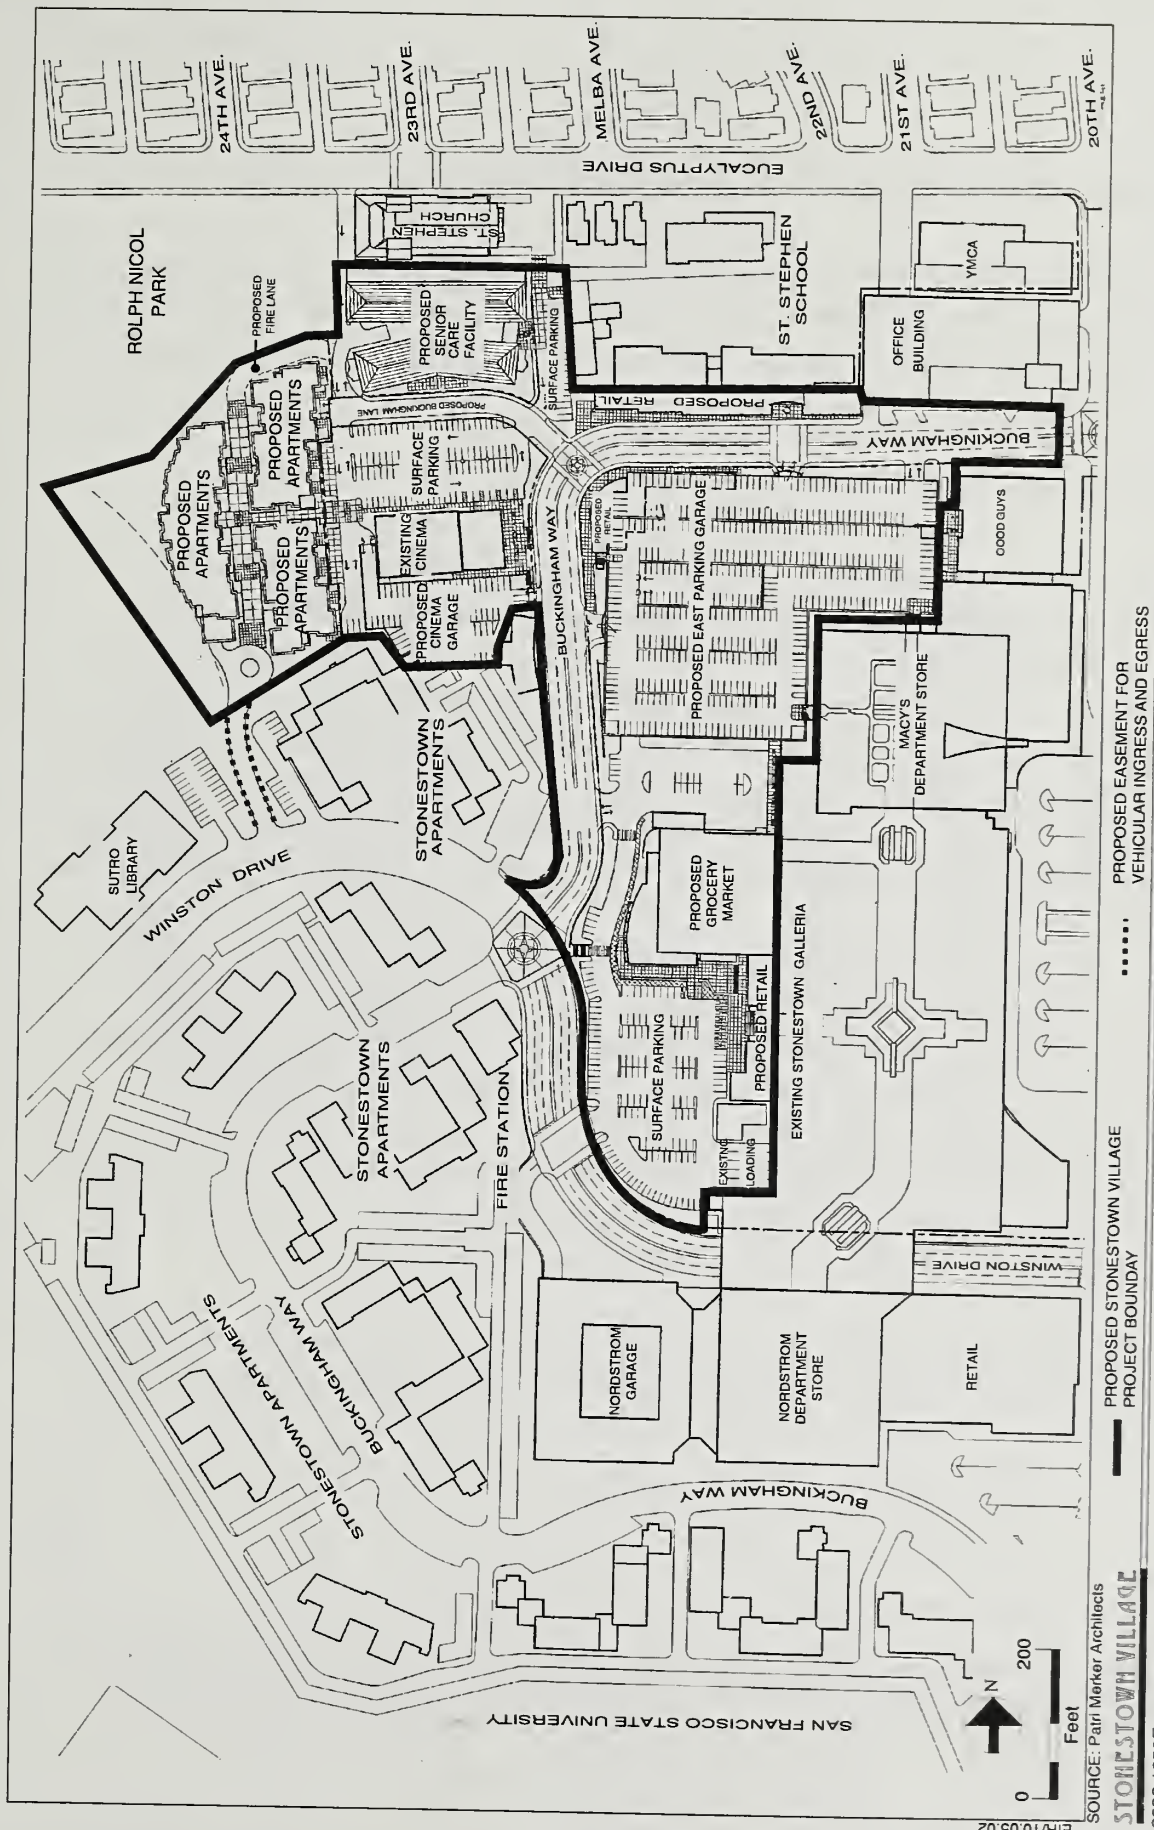 24TH AVE.
23RD AVE.
MELBA AVE.
22ND AVE.
21ST AVE.
20TH AVE.
EUCALYPTUS DRIVE
ROLPH NICOL
PARK
PROPOSED
FIRE LANE
ST. STEPHEN
CHURCH
ST. STEPHEN
SCHOOL
YMCA
OFFICE
BUILDING
PROPOSED
SENIOR
CARE
FACILITY
SURFACE PARKING
PROPOSED BUCKINGHAM LANE
PROPOSED
RETAIL
BUCKINGHAM WAY
PROPOSED
APARTMENTS
PROPOSED
APARTMENTS
PROPOSED
APARTMENTS
SURFACE
PARKING
EXISTING
CINEMA
PROPOSED
CINEMA
GARAGE
BUCKINGHAM WAY
PROPOSED
RETAIL
PROPOSED EAST PARKING GARAGE
GOOD GUYS
MACY'S
DEPARTMENT STORE
STONESTOWN
APARTMENTS
SUTRO
LIBRARY
WINSTON DRIVE
PROPOSED
GROCERY
MARKET
PROPOSED RETAIL
SURFACE PARKING
EXISTNG
LOADING
EXISTING STONESTOWN GALLERIA
STONESTOWN
APARTMENTS
FIRE STATION
WINSTON DRIVE
STONESTOWN APARTMENTS
BUCKINGHAM WAY
NORDSTROM
GARAGE
NORDSTROM
DEPARTMENT
STORE
RETAIL
BUCKINGHAM WAY
SAN FRANCISCO STATE UNIVERSITY
N
0
200
Feet
PROPOSED STONESTOWN VILLAGE
PROJECT BOUNDAY
PROPOSED EASEMENT FOR
VEHICULAR INGRESS AND EGRESS
SOURCE: Patri Merker Architects
STONESTOWN VILLAGE